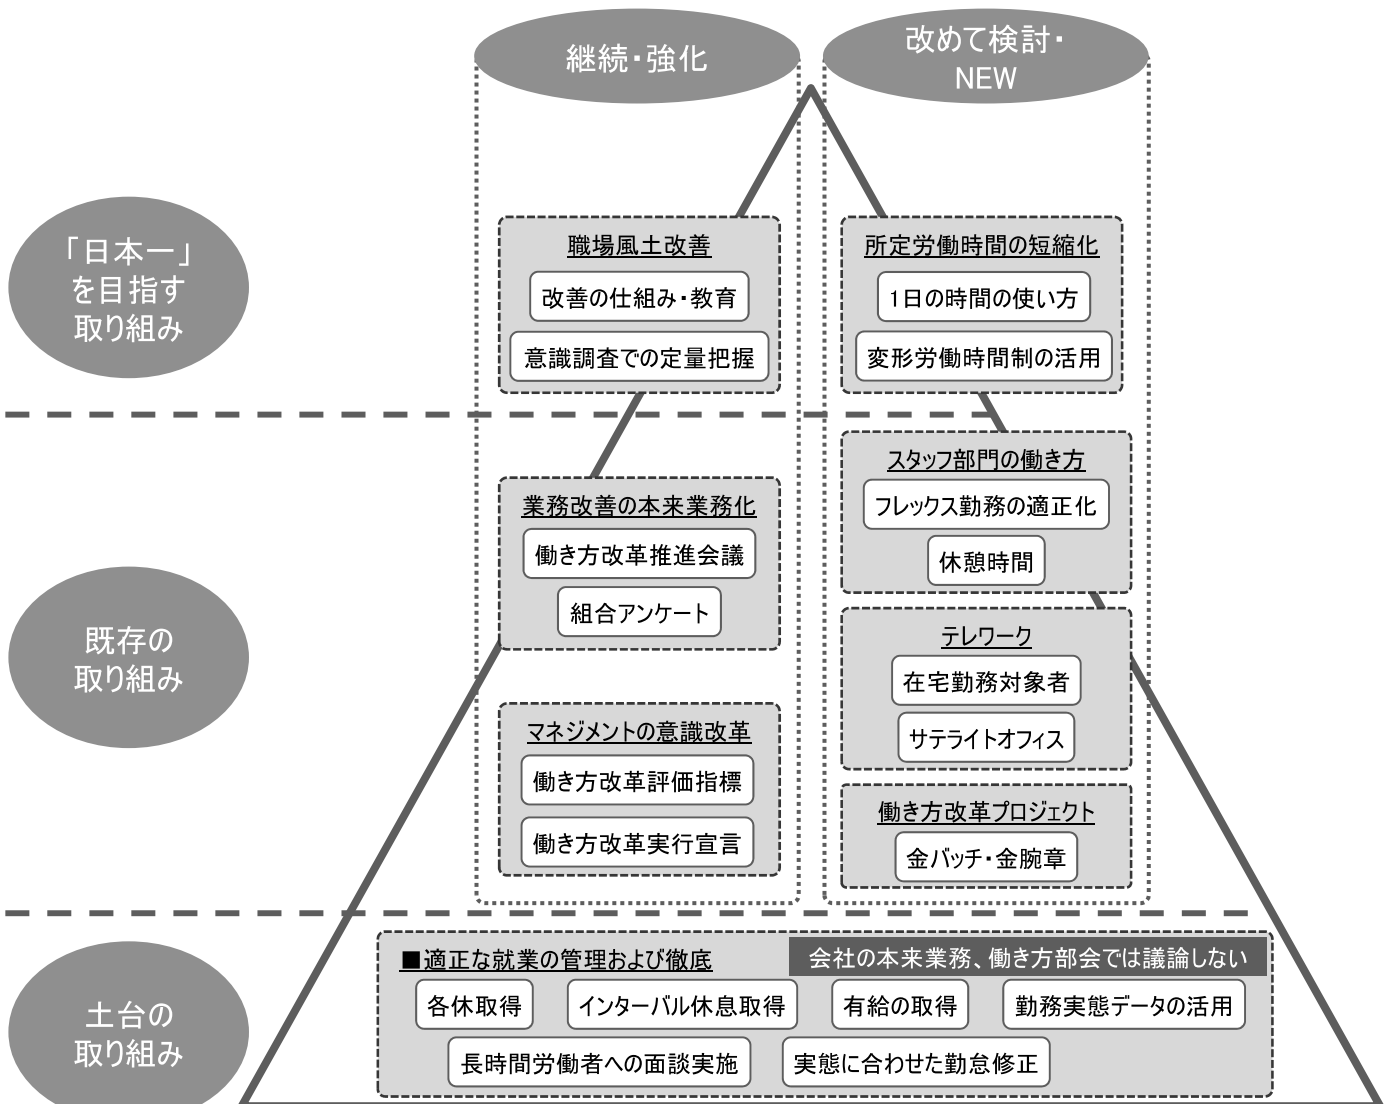 継続・強化
改めて検討・
NEW
「日本一」
を目指す
取り組み
職場風土改善
改善の仕組み・教育
意識調査での定量把握
所定労働時間の短縮化
1日の時間の使い方
変形労働時間制の活用
既存の
取り組み
業務改善の本来業務化
働き方改革推進会議
組合アンケート
マネジメントの意識改革
働き方改革評価指標
働き方改革実行宣言
スタッフ部門の働き方
フレックス勤務の適正化
休憩時間
テレワーク
在宅勤務対象者
サテライトオフィス
働き方改革プロジェクト
金バッチ・金腕章
土台の
取り組み
■適正な就業の管理および徹底
会社の本来業務、働き方部会では議論しない
各休取得
インターバル休息取得
有給の取得
勤務実態データの活用
長時間労働者への面談実施
実態に合わせた勤怠修正